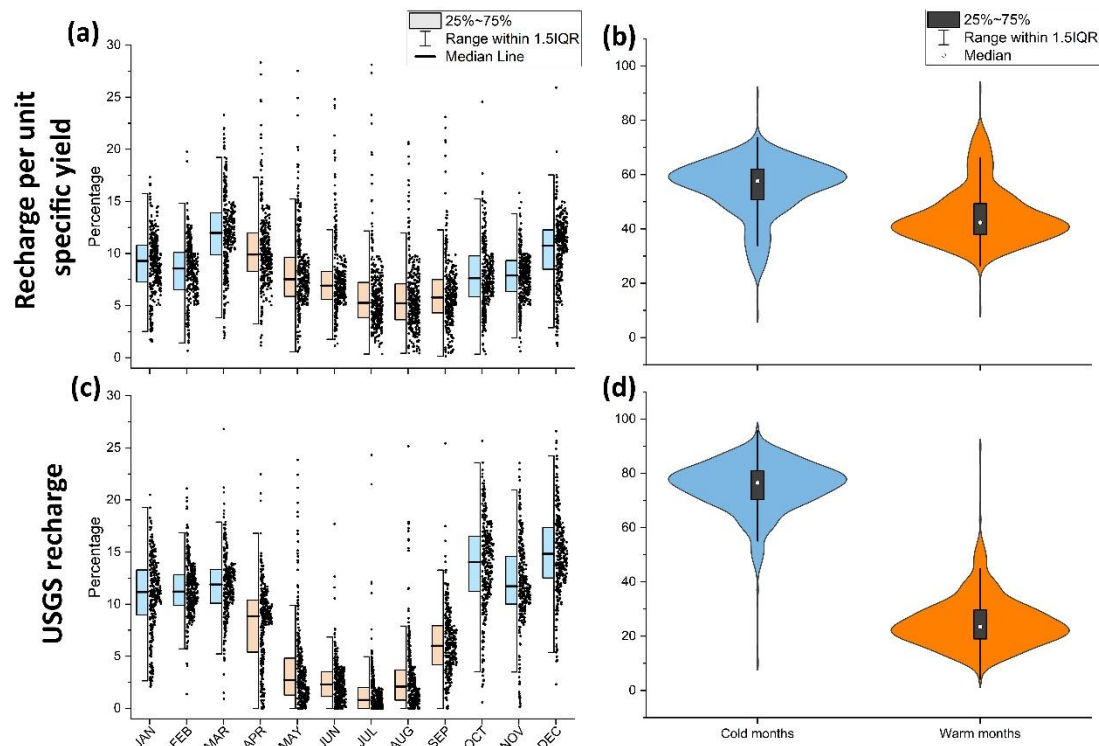 (a)
25%~75%
Range within 1.5IQR
Median Line
30
25
20
15
10
5
0
Percentage
Recharge per unit
specific yield
(b)
25%~75%
Range within 1.5IQR
Median
100
80
60
40
20
0
(c)
30
25
20
15
10
5
0
Percentage
USGS recharge
JAN
FEB
MAR
APR
MAY
JUN
JUL
AUG
SEP
OCT
NOV
DEC
(d)
100
80
60
40
20
0
Cold months
Warm months